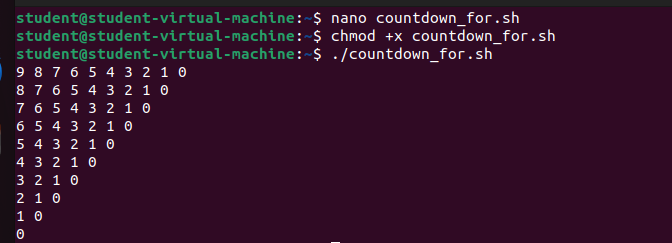 student@student-virtual-machine:~$ nano countdown_for.sh
student@student-virtual-machine:~$ chmod +x countdown_for.sh
student@student-virtual-machine:~$ ./countdown_for.sh
9 8 7 6 5 4 3 2 1 0
8 7 6 5 4 3 2 1 0
7 6 5 4 3 2 1 0
6 5 4 3 2 1 0
5 4 3 2 1 0
4 3 2 1 0
3 2 1 0
2 1 0
1 0
0